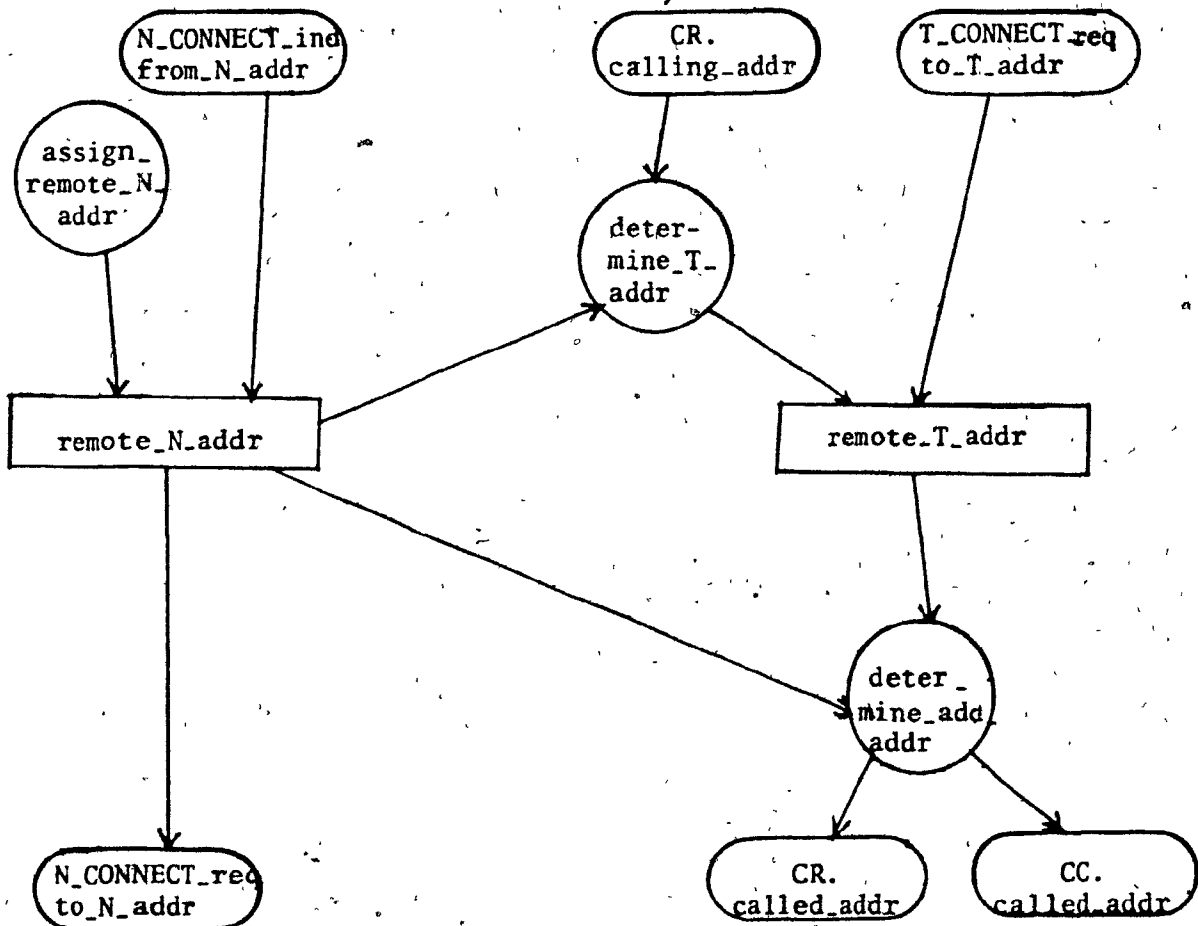 N_CONNECT_ind
from_N_addr
CR.
calling_addr
T_CONNECT_req
to_T_addr
assign_
remote_N_
addr
deter-
mine_T_
addr
remote_N_addr
remote_T_addr
deter_
mine_add
addr
N_CONNECT_req
to_N_addr
CR.
called_addr
CC.
called_addr